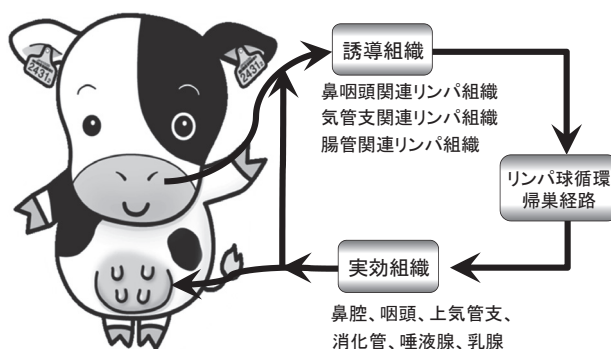 2431s
2431s
誘導組織
鼻咽頭関連リンパ組織
気管支関連リンパ組織
腸管関連リンパ組織
リンパ球循環
帰巣経路
実効組織
鼻腔、咽頭、上気管支、
消化管、唾液腺、乳腺